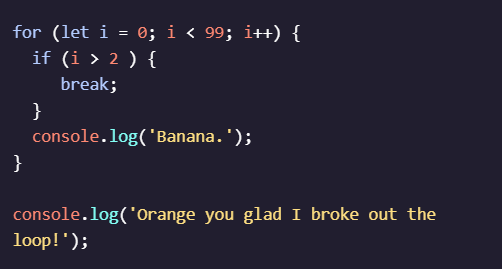 for (let i = 0; i < 99; i++) {
  if (i > 2 ) {
     break;
  }
  console.log('Banana.');
}

console.log('Orange you glad I broke out the
loop!');